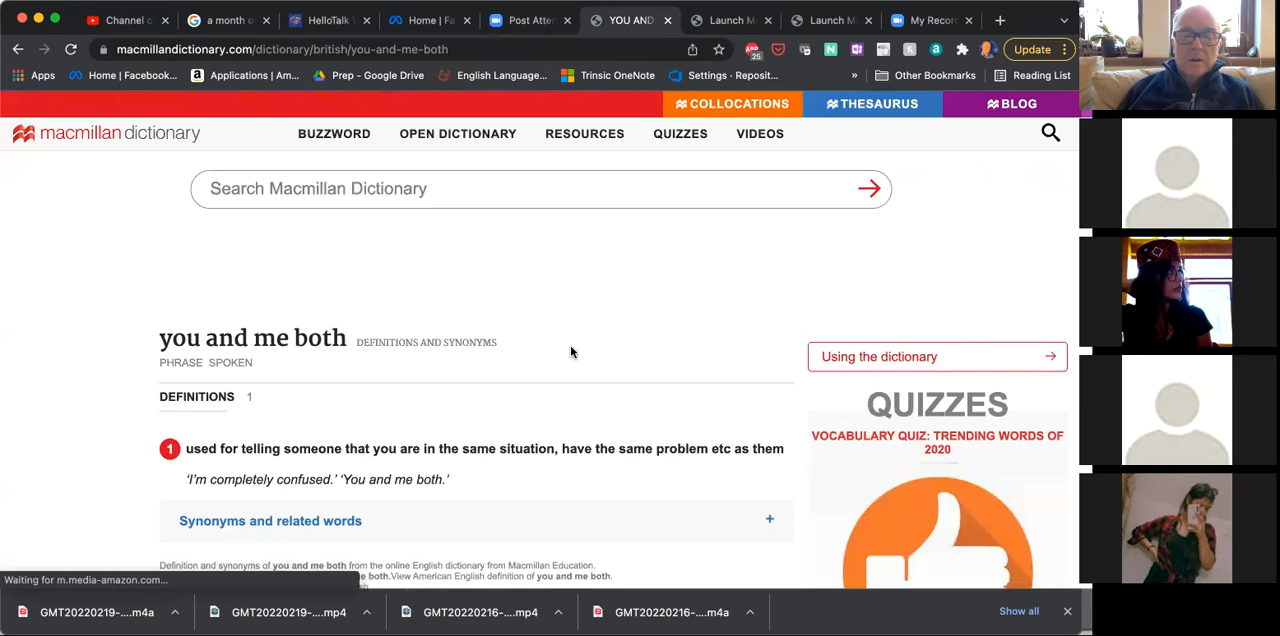 Channel c
a month o
HelloTalk
Home | Fa
Post Atten
YOU AND
Launch M
Launch M
My Record
macmillandictionary.com/dictionary/british/you-and-me-both
25
Update
Apps
Home | Facebook...
Applications | Am...
Prep - Google Drive
English Language...
Trinsic OneNote
Settings · Reposit...
»
Other Bookmarks
Reading List
COLLOCATIONS
THESAURUS
BLOG
macmillan dictionary
BUZZWORD
OPEN DICTIONARY
RESOURCES
QUIZZES
VIDEOS
Search Macmillan Dictionary
you and me both DEFINITIONS AND SYNONYMS
PHRASE SPOKEN
DEFINITIONS 1
1 used for telling someone that you are in the same situation, have the same problem etc as them
'I'm completely confused.' 'You and me both.'
Synonyms and related words +
Definition and synonyms of you and me both from the online English dictionary from Macmillan Education.
me both.View American English definition of you and me both.
Using the dictionary
QUIZZES
VOCABULARY QUIZ: TRENDING WORDS OF
2020
Waiting for m.media-amazon.com...
GMT20220219-....m4a
GMT20220219-....mp4
GMT20220216-....mp4
GMT20220216-....m4a
Show all